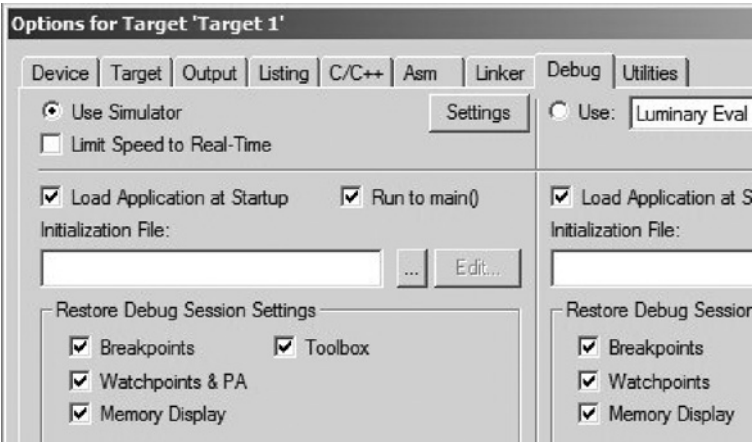 Options for Target 'Target 1'
Device Target Output Listing C/C++ Asm Linker Debug Utilities
Use Simulator Settings Use: Luminary Eval
Limit Speed to Real-Time
Load Application at Startup Run to main() Load Application at S
Initialization File: Initialization File:
... Edit...
Restore Debug Session Settings Restore Debug Session
Breakpoints Toolbox Breakpoints
Watchpoints & PA Watchpoints
Memory Display Memory Display